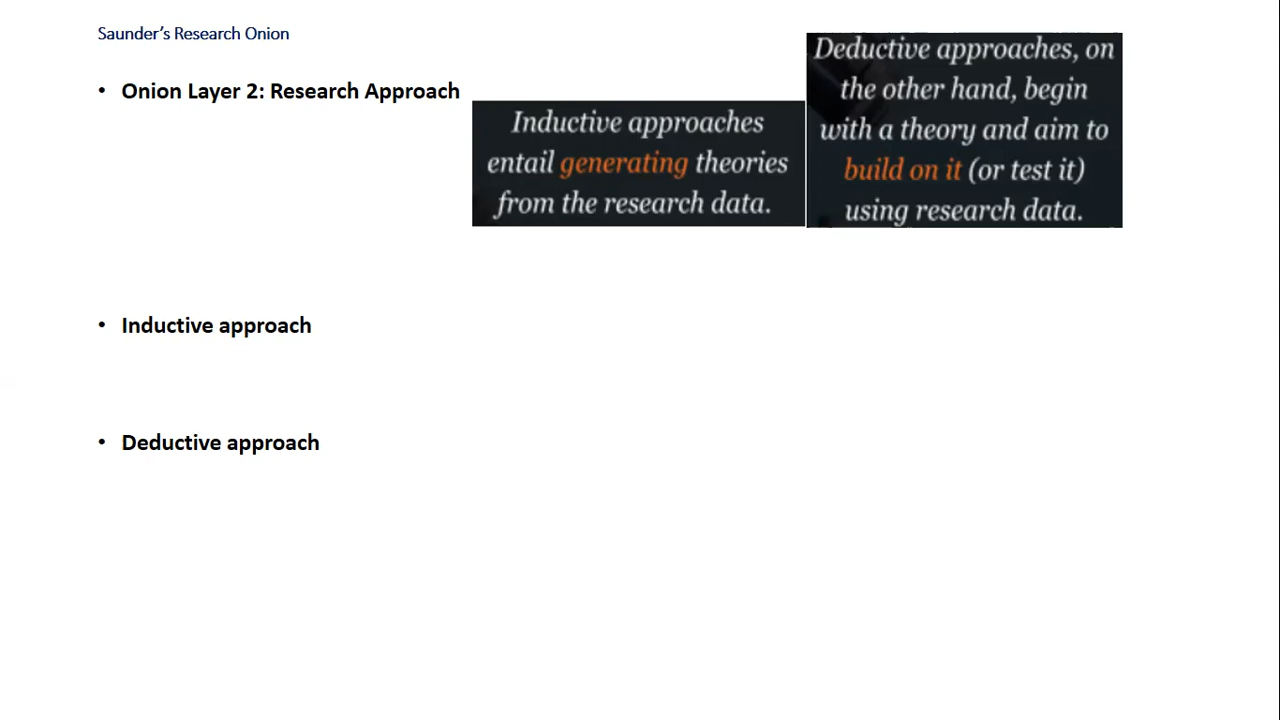 Saunder’s Research Onion
• Onion Layer 2: Research Approach
Inductive approaches
entail generating theories
from the research data.
Deductive approaches, on
the other hand, begin
with a theory and aim to
build on it (or test it)
using research data.
• Inductive approach
• Deductive approach